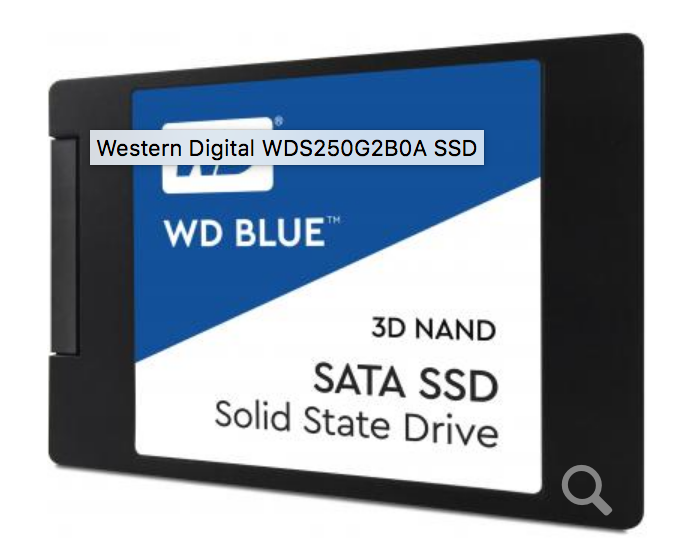 ®
Western Digital WDS250G2B0A SSD
WD BLUE™
3D NAND
SATA SSD
Solid State Drive